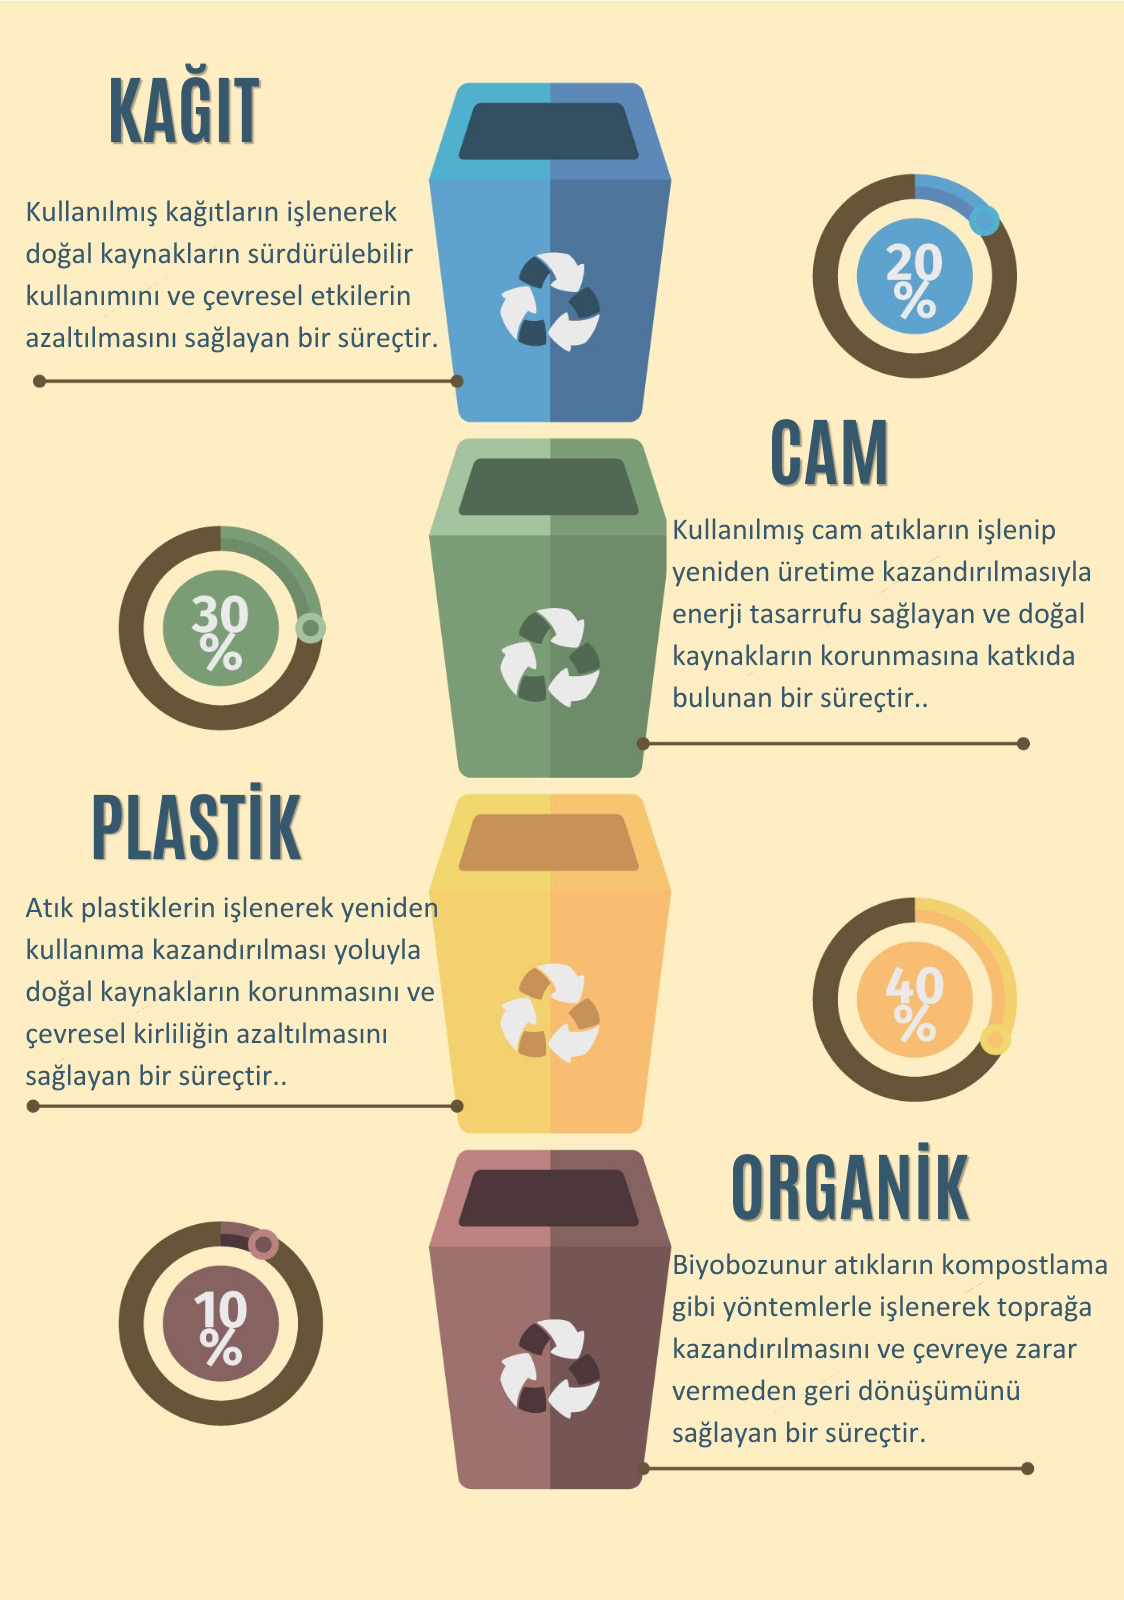 KAĞIT
Kullanılmış kağıtların işlenerek
doğal kaynakların sürdürülebilir
kullanımını ve çevresel etkilerin
azaltılmasını sağlayan bir süreçtir.
20
%
CAM
Kullanılmış cam atıkların işlenip
yeniden üretime kazandırılmasıyla
enerji tasarrufu sağlayan ve doğal
kaynakların korunmasına katkıda
bulunan bir süreçtir..
30
%
PLASTİK
Atık plastiklerin işlenerek yeniden
kullanıma kazandırılması yoluyla
doğal kaynakların korunmasını ve
çevresel kirliliğin azaltılmasını
sağlayan bir süreçtir..
40
%
ORGANİK
Biyobozunur atıkların kompostlama
gibi yöntemlerle işlenerek toprağa
kazandırılmasını ve çevreye zarar
vermeden geri dönüşümünü
sağlayan bir süreçtir.
10
%